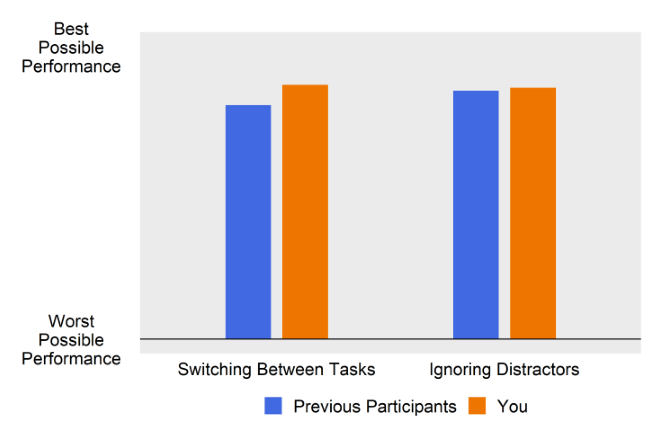 Best
Possible
Performance
Worst
Possible
Performance
Switching Between Tasks
Ignoring Distractors
Previous Participants
You